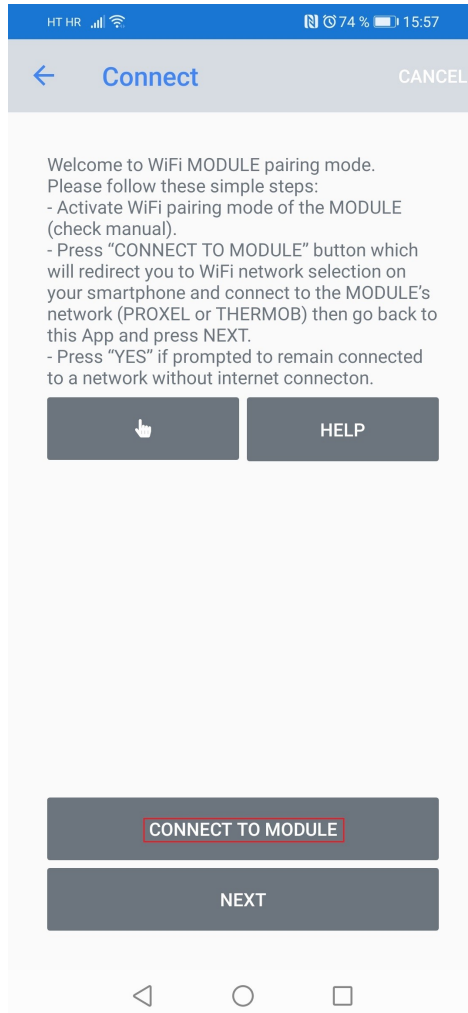 HT HR 74 % 15:57
Connect CANCEL
Welcome to WiFi MODULE pairing mode.
Please follow these simple steps:
- Activate WiFi pairing mode of the MODULE
(check manual).
- Press “CONNECT TO MODULE” button which
will redirect you to WiFi network selection on
your smartphone and connect to the MODULE’s
network (PROXEL or THERMOB) then go back to
this App and press NEXT.
- Press “YES” if prompted to remain connected
to a network without internet connecton.
HELP
CONNECT TO MODULE
NEXT